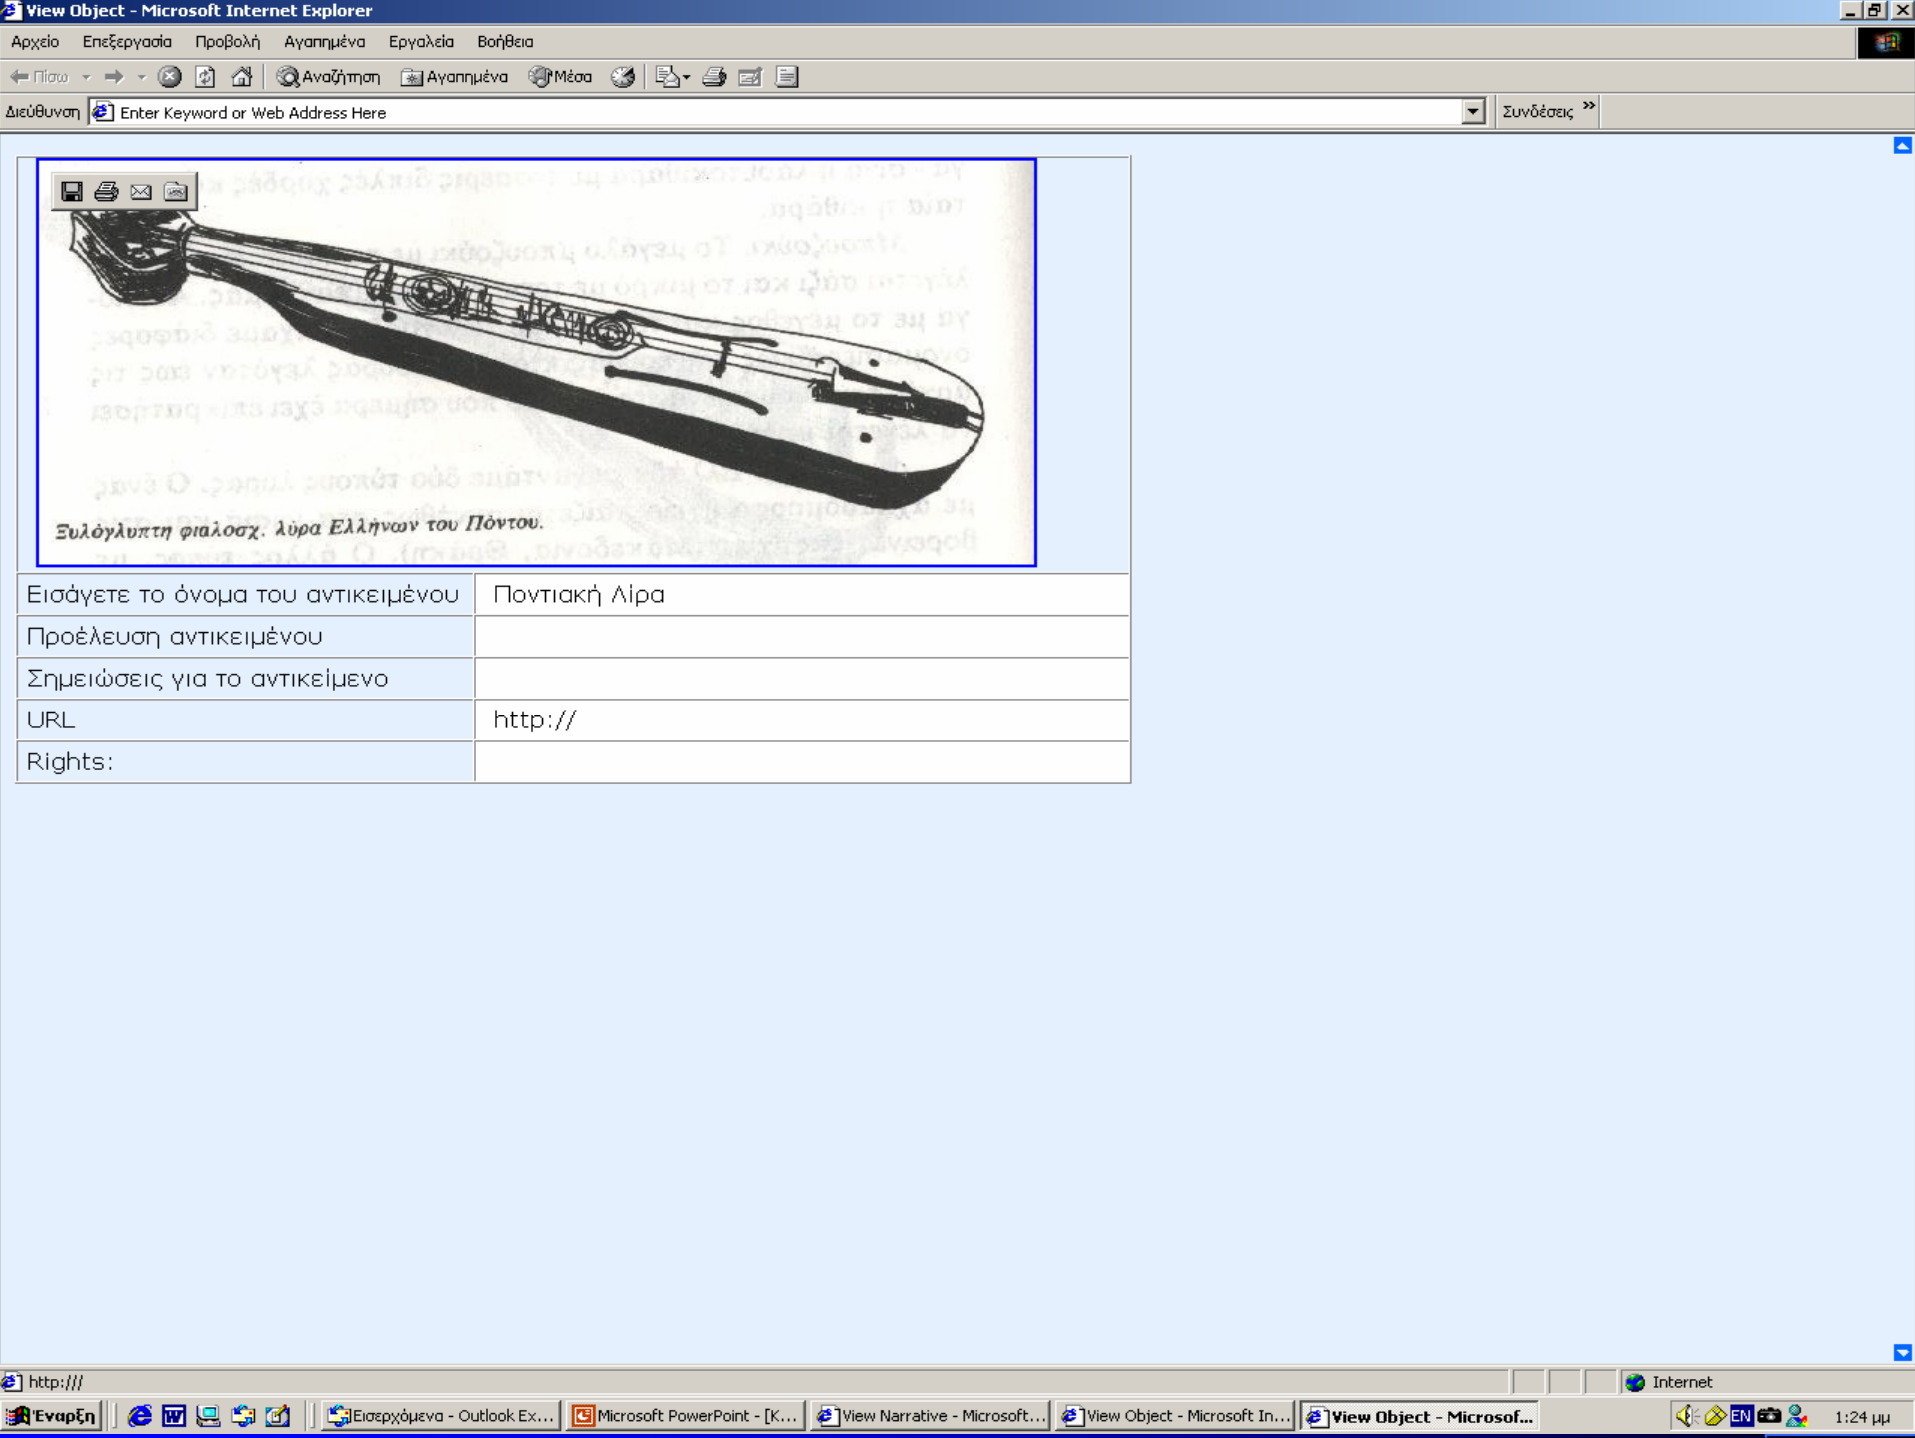 View Object - Microsoft Internet Explorer
Αρχείο Επεξεργασία Προβολή Αγαπημένα Εργαλεία Βοήθεια
Πίσω Αναζήτηση Αγαπημένα Μέσα
Διεύθυνση Enter Keyword or Web Address Here Συνδέσεις »
Ξυλόγλυπτη φιαλοσχ. λύρα Ελλήνων του Πόντου.
Εισάγετε το όνομα του αντικειμένου Ποντιακή Λίρα
Προέλευση αντικειμένου
Σημειώσεις για το αντικείμενο
URL http://
Rights:
http:///
Internet
Έναρξη Εισερχόμενα - Outlook Ex... Microsoft PowerPoint - [K... View Narrative - Microsoft... View Object - Microsoft In... View Object - Microsof... EN 1:24 μμ